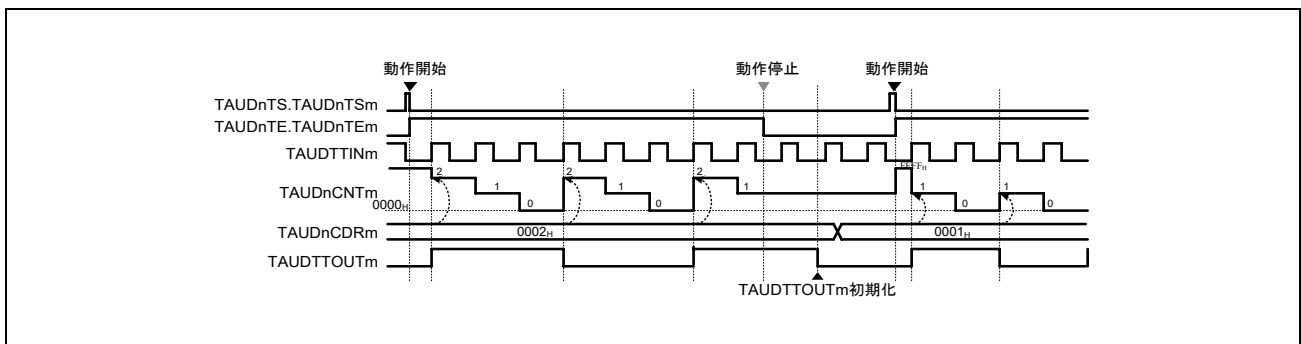 動作開始 動作停止 動作開始
TAUDnTS.TAUDnTSm
TAUDnTE.TAUDnTEm
TAUDTTINm
FFFFH
TAUDnCNTm 2 1 0 2 1 0 2 1 1 0 1 0
0000H
TAUDnCDRm 0002H 0001H
TAUDTTOUTm
TAUDTTOUTm初期化